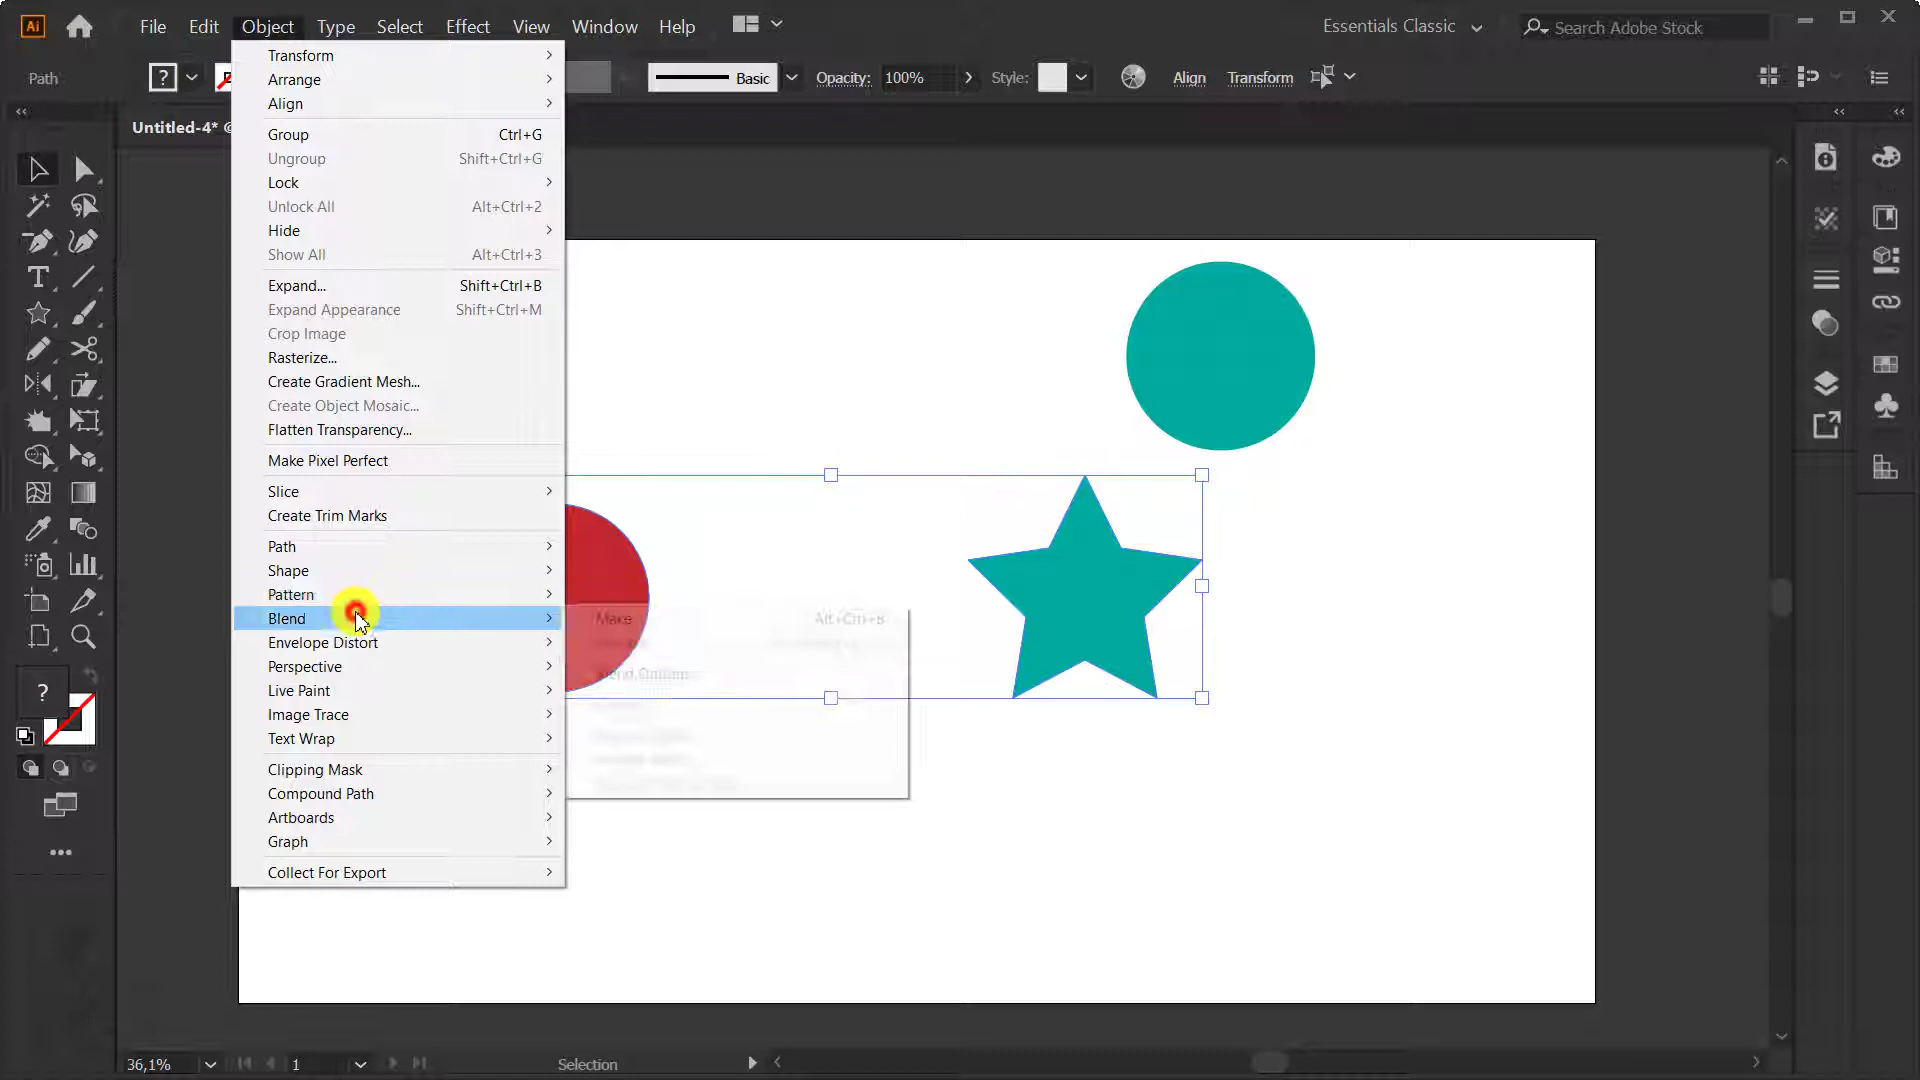 Ai File Edit Object Type Select Effect View Window Help Essentials Classic Search Adobe Stock
Path ? Basic Opacity: 100% Style: Align Transform
Untitled-4*
Transform
Arrange
Align
Group Ctrl+G
Ungroup Shift+Ctrl+G
Lock
Unlock All Alt+Ctrl+2
Hide
Show All Alt+Ctrl+3
Expand... Shift+Ctrl+B
Expand Appearance Shift+Ctrl+M
Crop Image
Rasterize...
Create Gradient Mesh...
Create Object Mosaic...
Flatten Transparency...
Make Pixel Perfect
Slice
Create Trim Marks
Path
Shape
Pattern
Blend
Make Alt+Ctrl+B
Envelope Distort
Perspective
Blend Options
Live Paint
Image Trace
Text Wrap
Clipping Mask
Compound Path
Artboards
Graph
Collect For Export
?
36,1% 1 Selection